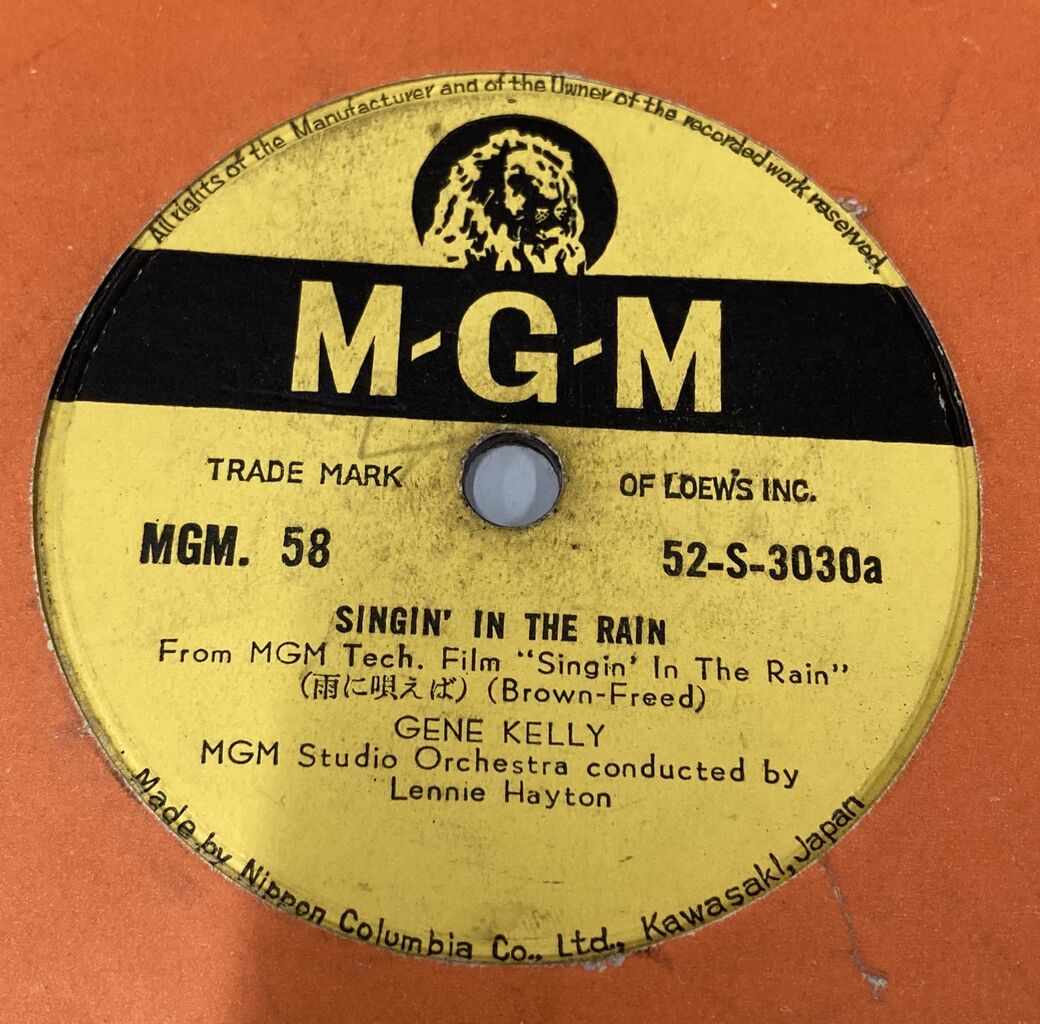 All rights of the Manufacturer and of the Owner of the recorded work reserved.
M-G-M
TRADE MARK OF LOEW'S INC.
MGM. 58 52-S-3030a
SINGIN' IN THE RAIN
From MGM Tech. Film "Singin' In The Rain"
(雨に唄えば) (Brown-Freed)
GENE KELLY
MGM Studio Orchestra conducted by
Lennie Hayton
Made by Nippon Columbia Co., Ltd., Kawasaki, Japan